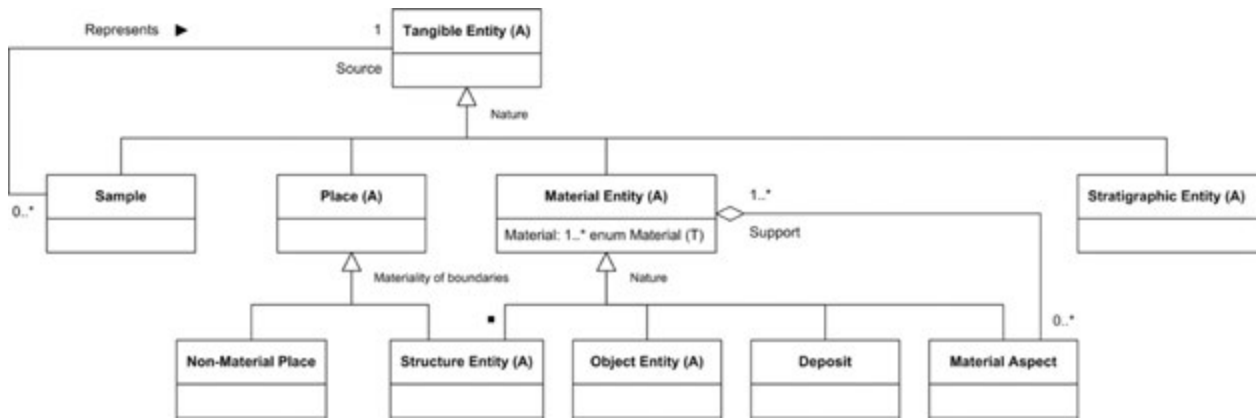 Represents ►
1
Tangible Entity (A)
Source
Nature
Sample
Place (A)
Material Entity (A)
1..*
Stratigraphic Entity (A)
0..*
Material: 1..* enum Material (T)
Support
Materiality of boundaries
Nature
0..*
Non-Material Place
Structure Entity (A)
Object Entity (A)
Deposit
Material Aspect